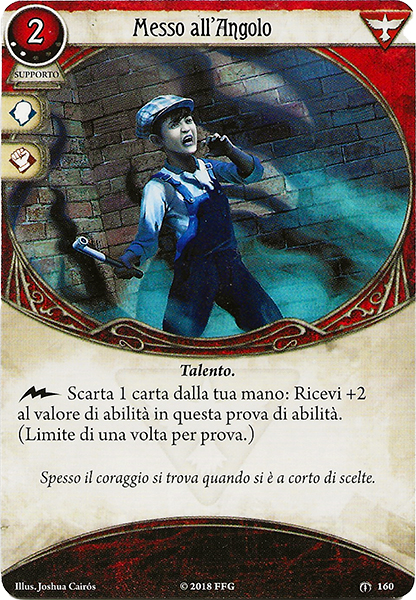 2
Messo all'Angolo
SUPPORTO
Talento.
Scarta 1 carta dalla tua mano: Ricevi +2
al valore di abilità in questa prova di abilità.
(Limite di una volta per prova.)
Spesso il coraggio si trova quando si è a corto di scelte.
Illus. Joshua Cairós
© 2018 FFG
160